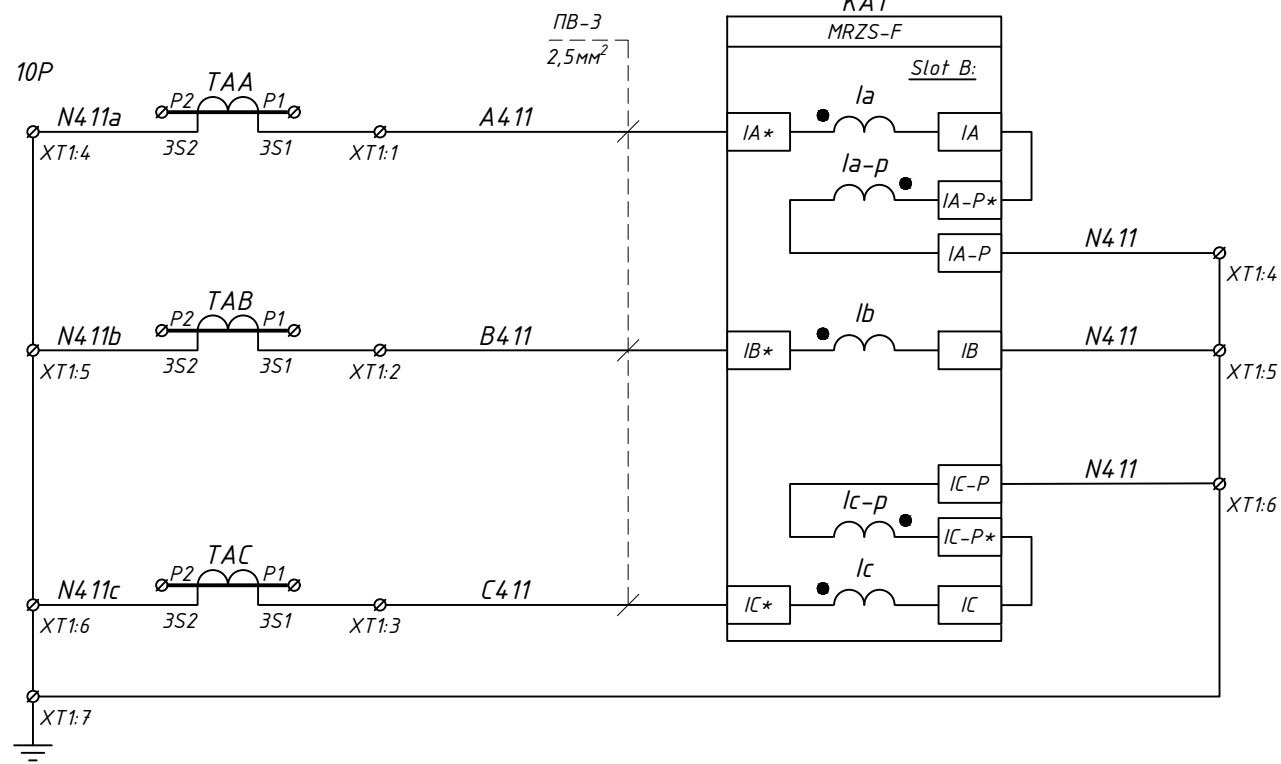 KA1
MRZS-F
Slot B:
ПВ-3
2,5мм²
10P
N411a
P2
TAA
P1
A411
3S2
3S1
XT1:4
XT1:1
IA*
Ia
IA
Ia-p
IA-P*
IA-P
N411
XT1:4
N411b
P2
TAB
P1
B411
3S2
3S1
XT1:5
XT1:2
IB*
Ib
IB
N411
XT1:5
IC-P
N411
XT1:6
Ic-p
IC-P*
N411c
P2
TAC
P1
C411
3S2
3S1
XT1:6
XT1:3
IC*
Ic
IC
XT1:7